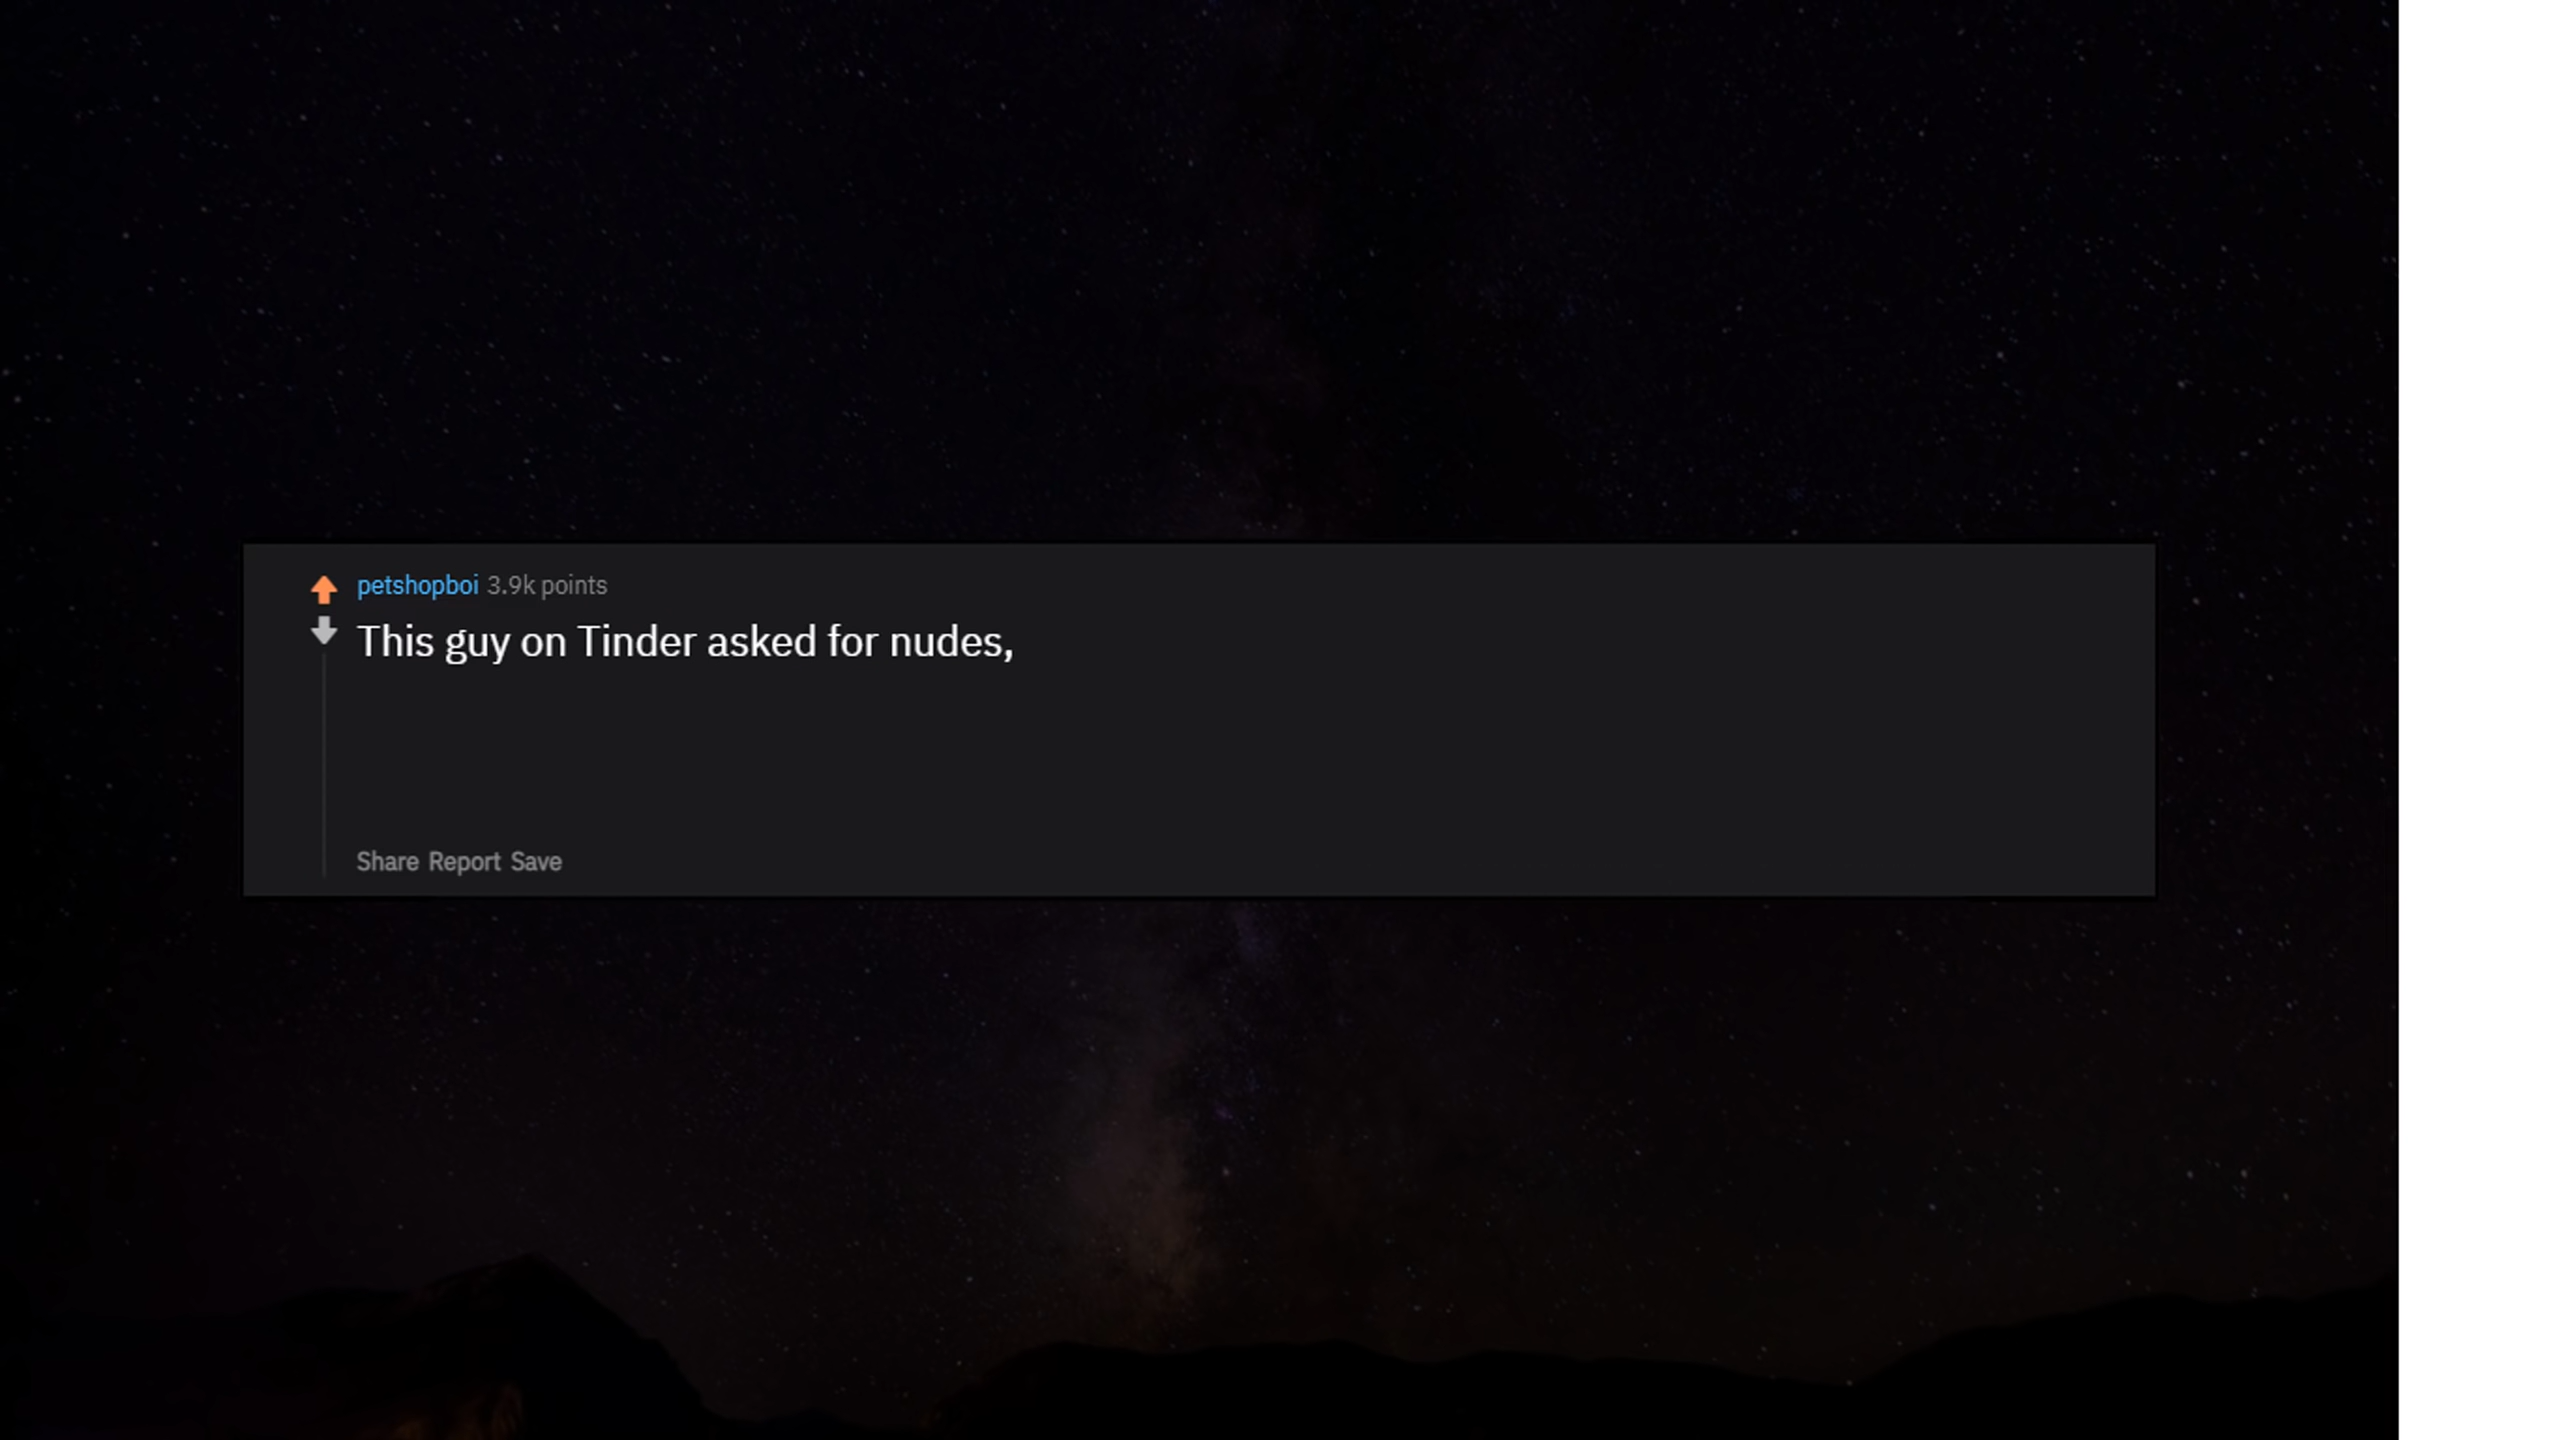 petshopboi 3.9k points
This guy on Tinder asked for nudes,
Share Report Save